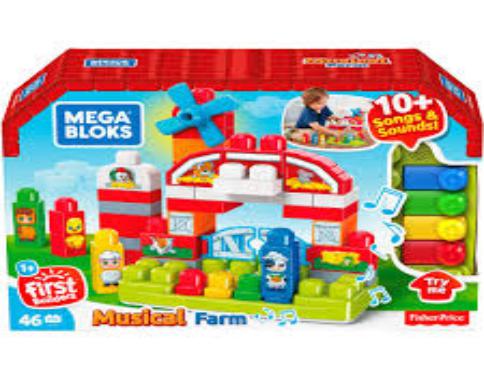 MEGA
BLOKS
10+
Songs &
Sounds!
1+
First
Builders
46
Musical Farm
Try
me
Fisher-Price